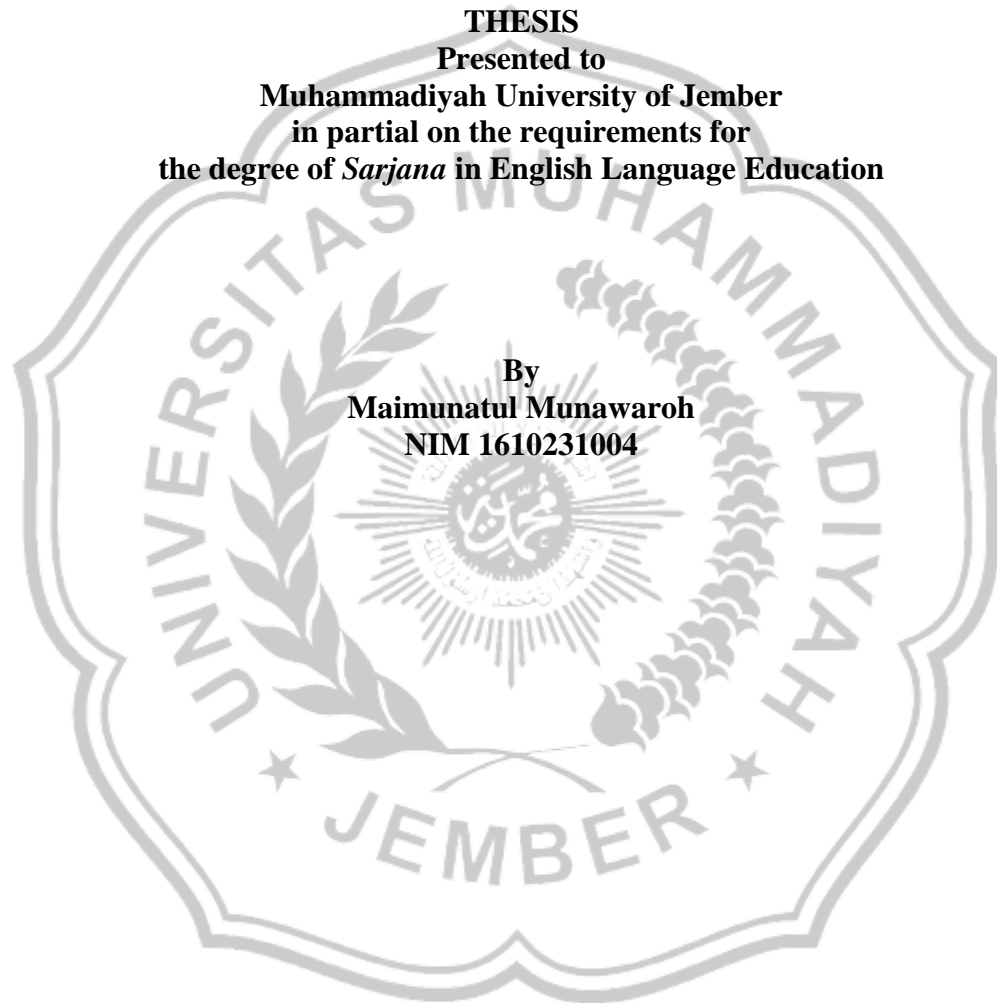 THESIS
Presented to
Muhammadiyah University of Jember
in partial on the requirements for
the degree of Sarjana in English Language Education
UNIVERSITAS MUHAMMADIYAH
By
Maimunatul Munawaroh
NIM 1610231004
محمد
JEMBER